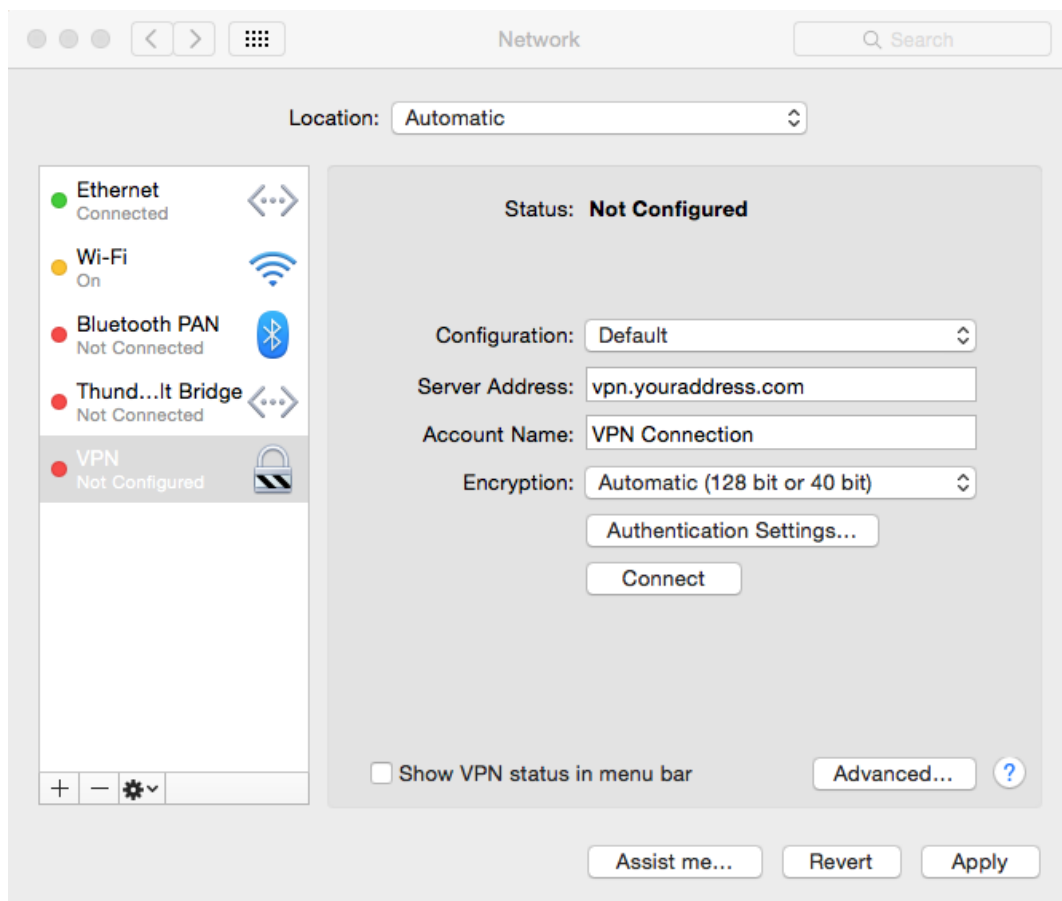 Network
Search
Location: Automatic
Ethernet
Connected
Wi-Fi
On
Bluetooth PAN
Not Connected
Thund...lt Bridge
Not Connected
VPN
Not Configured
Status: Not Configured
Configuration: Default
Server Address: vpn.youraddress.com
Account Name: VPN Connection
Encryption: Automatic (128 bit or 40 bit)
Authentication Settings...
Connect
Show VPN status in menu bar
Advanced...
?
Assist me...
Revert
Apply